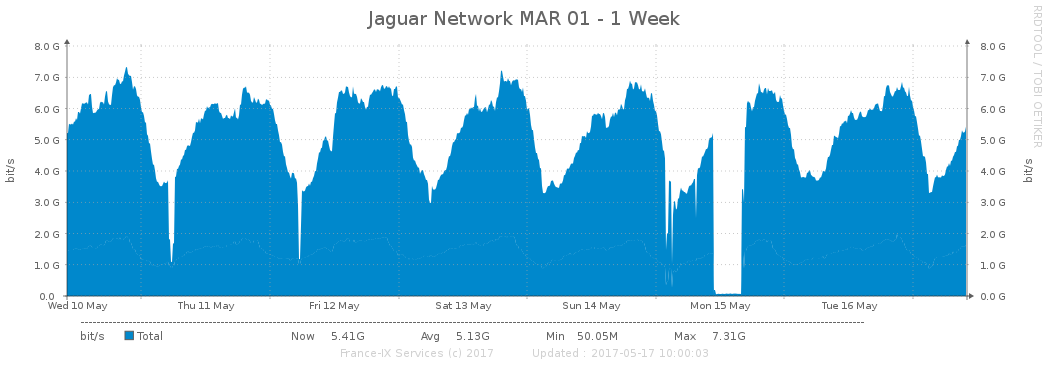 Jaguar Network MAR 01 - 1 Week
RRDTOOL / TOBI OETIKER
8.0 G 8.0 G
7.0 G 7.0 G
6.0 G 6.0 G
5.0 G 5.0 G
4.0 G 4.0 G
3.0 G 3.0 G
2.0 G 2.0 G
1.0 G 1.0 G
0.0 0.0 G
bit/s bit/s
Wed 10 May Thu 11 May Fri 12 May Sat 13 May Sun 14 May Mon 15 May Tue 16 May
bit/s Total Now 5.41G Avg 5.13G Min 50.05M Max 7.31G
France-IX Services (c) 2017 Updated : 2017-05-17 10:00:03